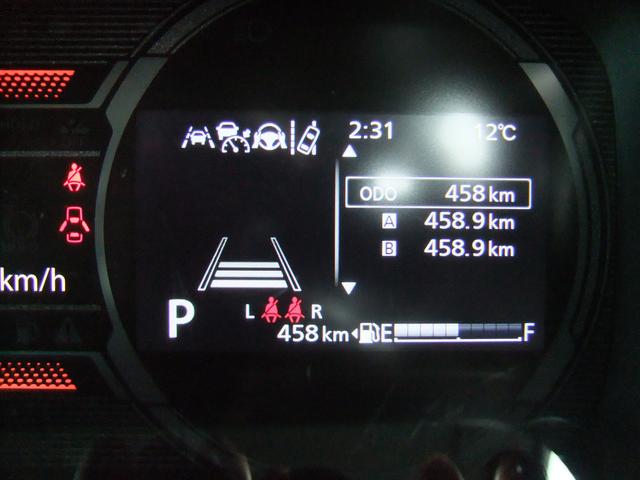 2:31 12℃
ODO 458 km
A 458.9 km
B 458.9 km
km/h
P L R
458 km E F